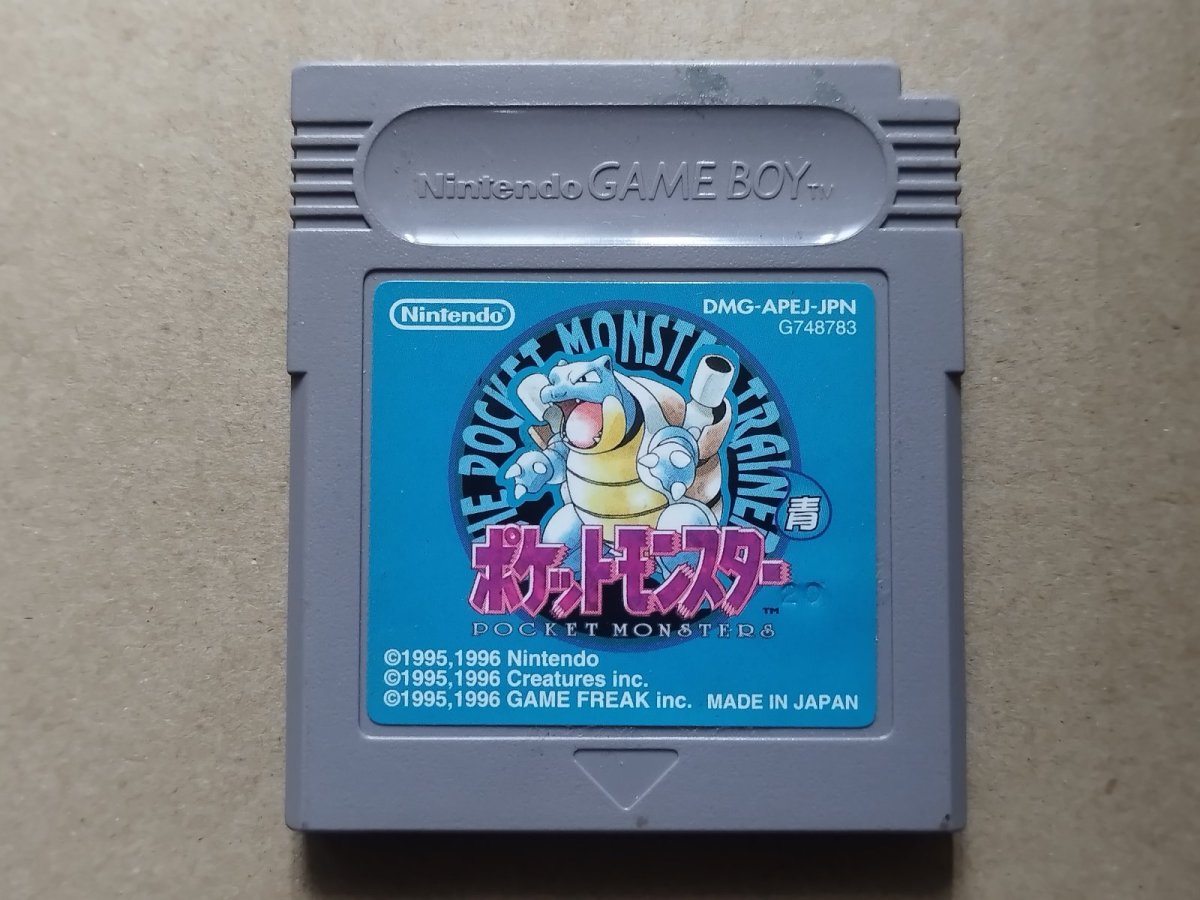 Nintendo GAME BOY TM
Nintendo®
DMG-APEJ-JPN
G748783
POCKET MONSTER TRAINER
青
ポケットモンスター
TM
20
POCKET MONSTERS
©1995,1996 Nintendo
©1995,1996 Creatures inc.
©1995,1996 GAME FREAK inc.
MADE IN JAPAN